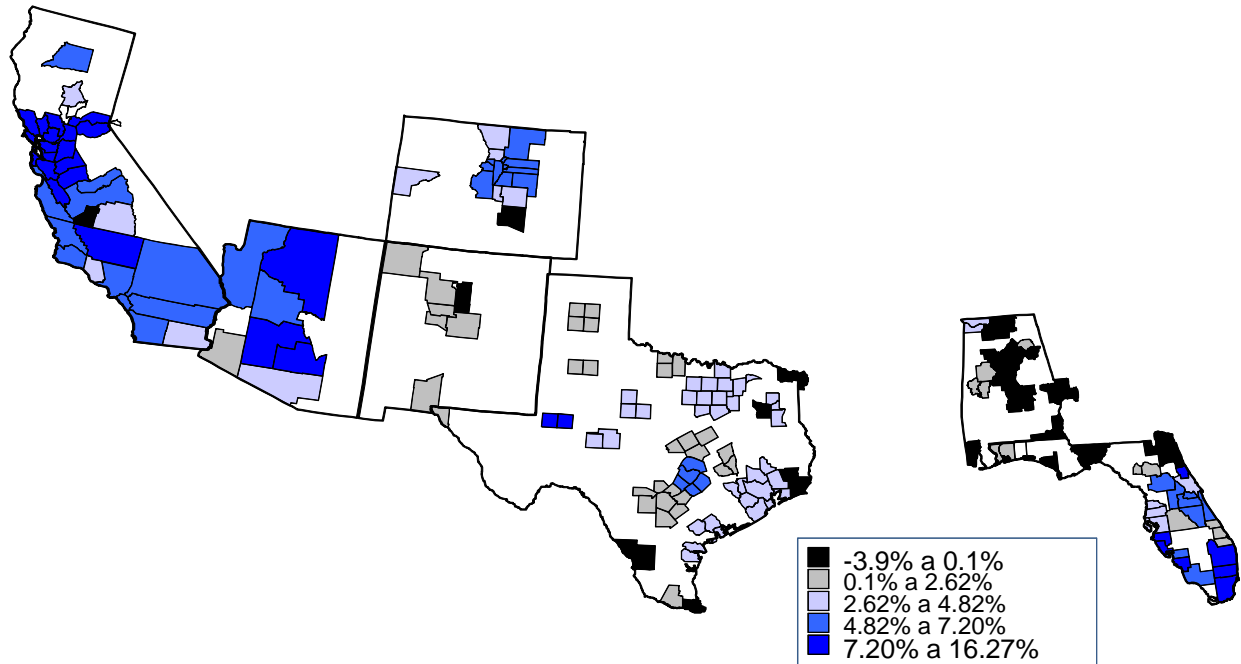 -3.9% a 0.1%
0.1% a 2.62%
2.62% a 4.82%
4.82% a 7.20%
7.20% a 16.27%